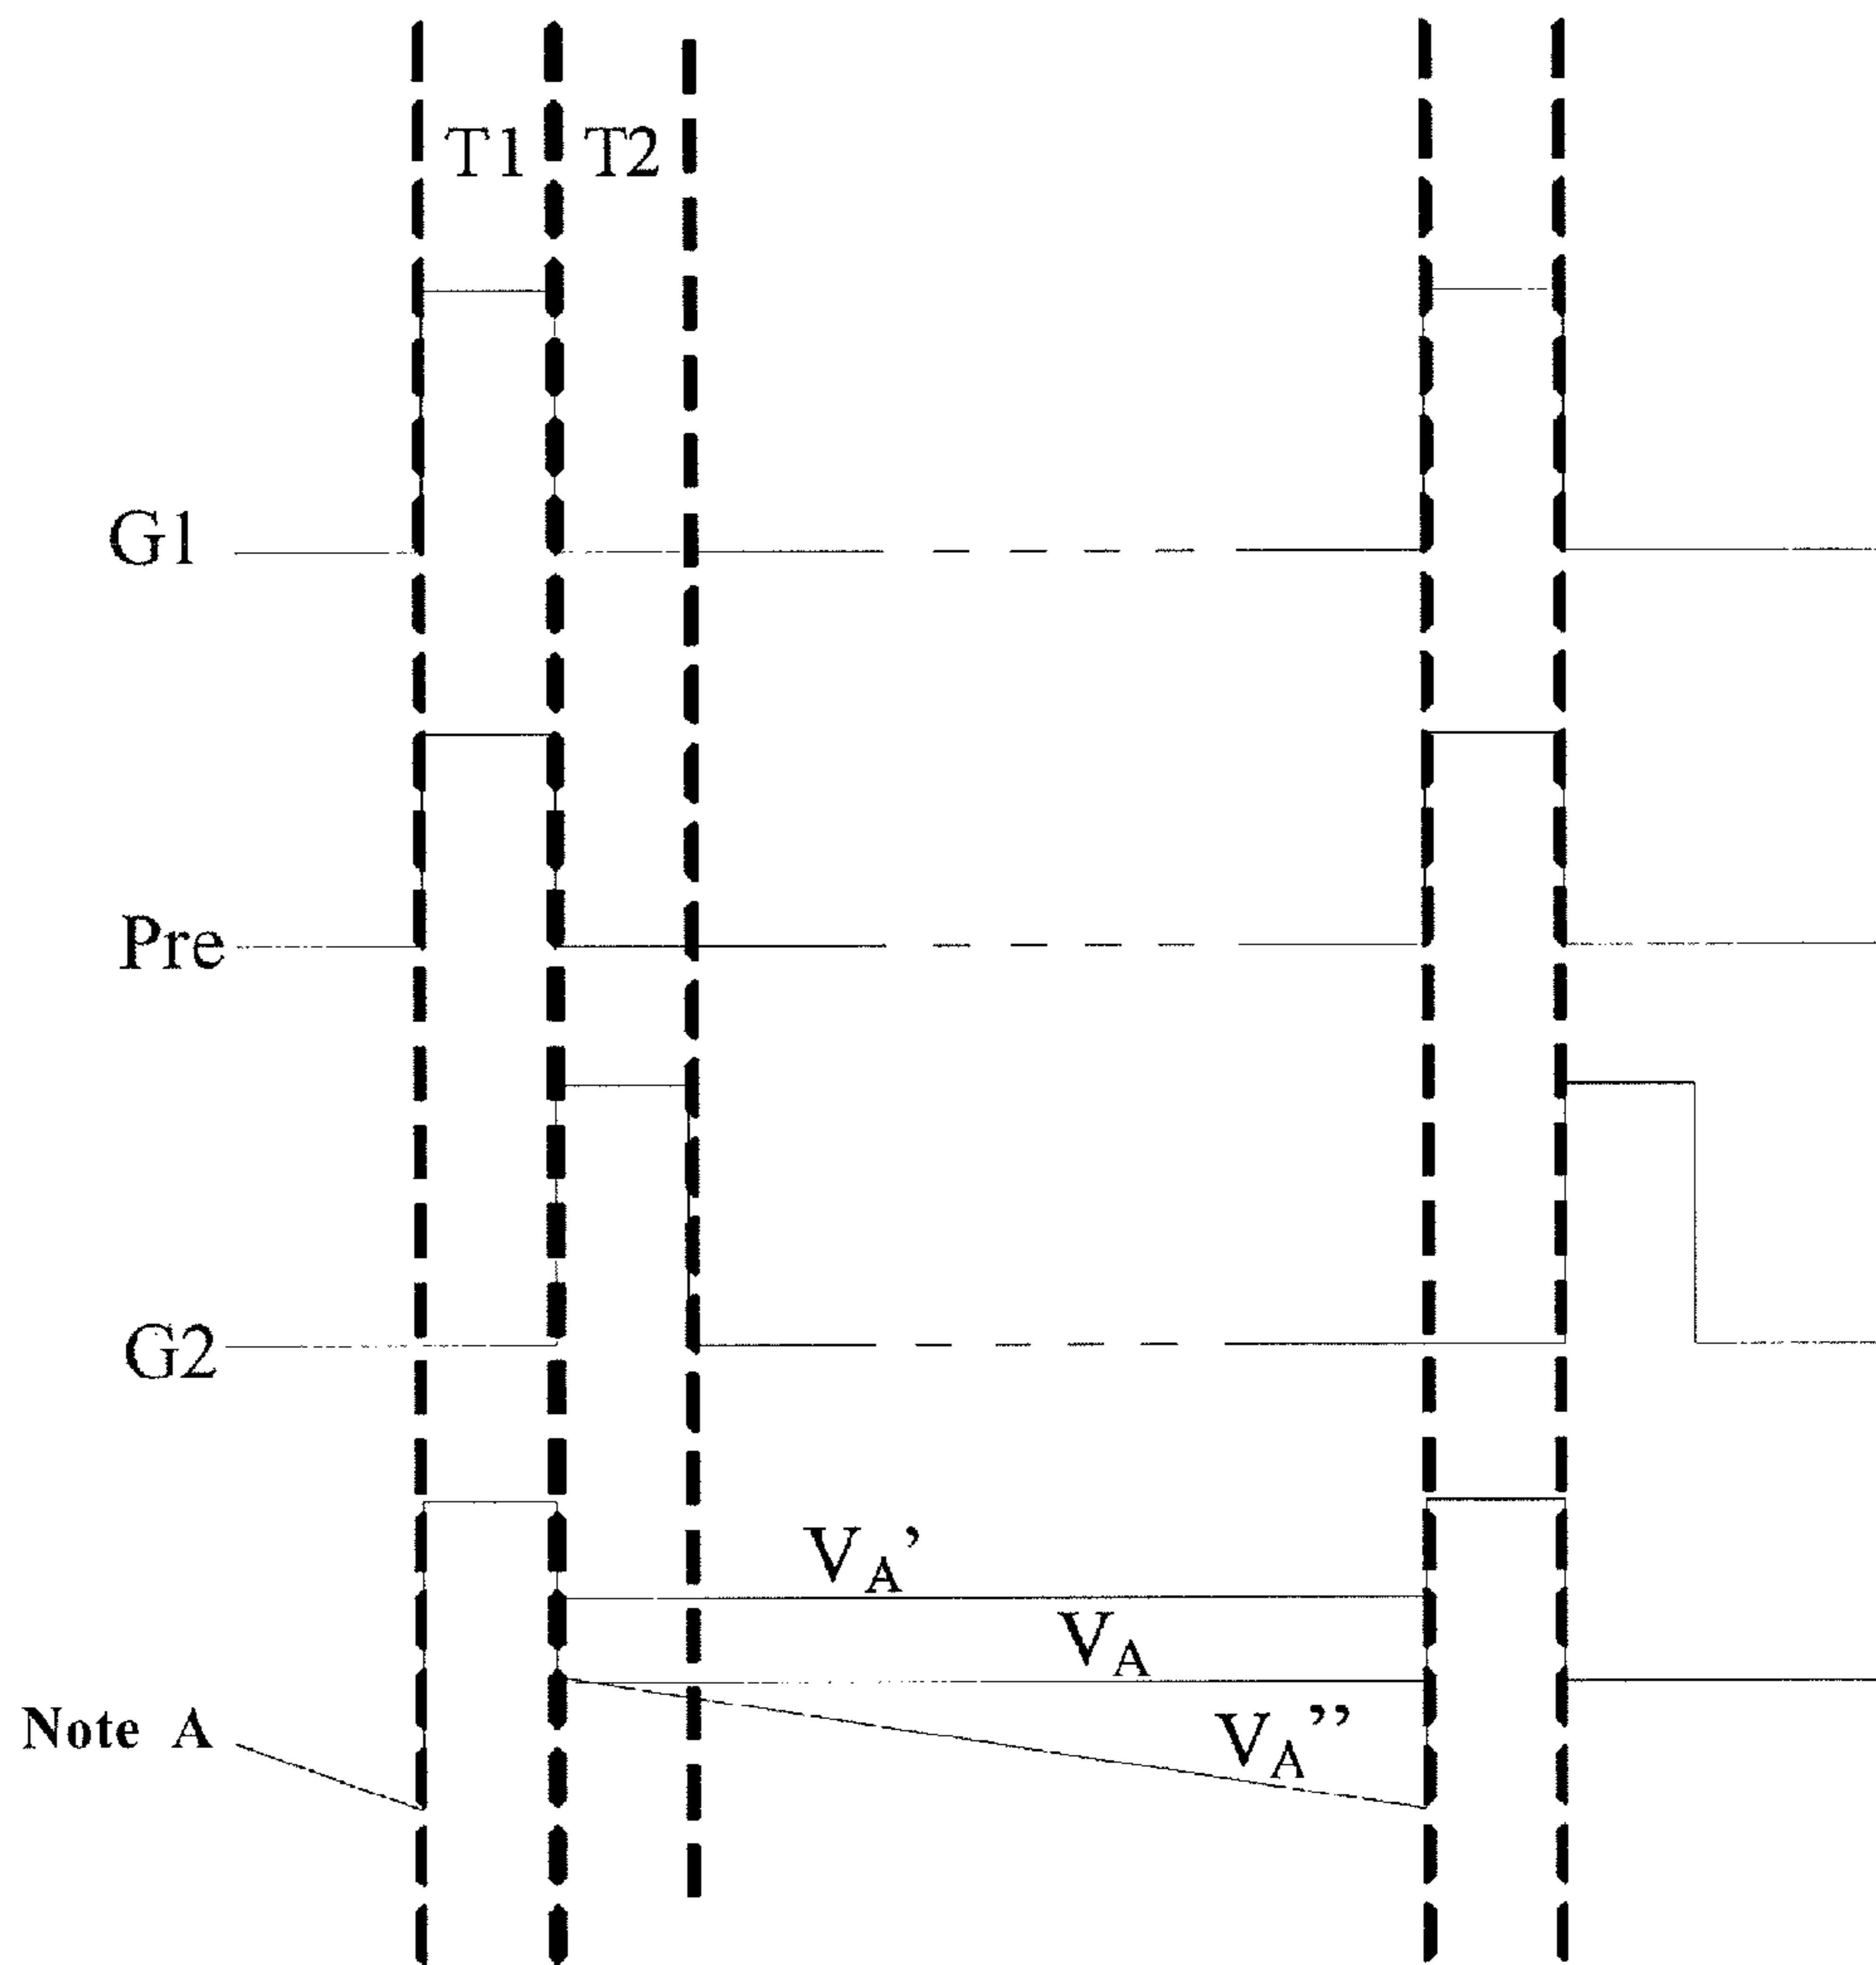 T1 T2
G1
Pre
G2
VA’
VA
Note A
VA’’